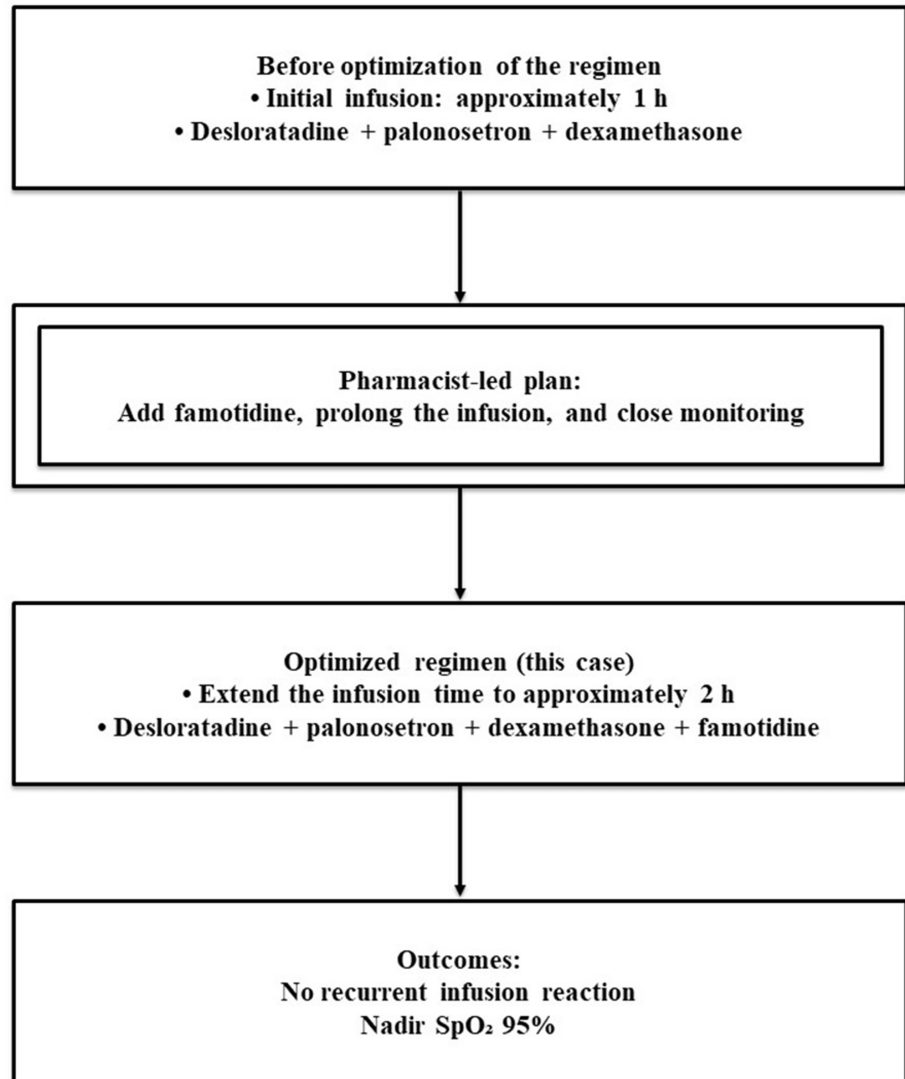 Before optimization of the regimen
• Initial infusion: approximately 1 h
• Desloratadine + palonosetron + dexamethasone
Pharmacist-led plan:
Add famotidine, prolong the infusion, and close monitoring
Optimized regimen (this case)
• Extend the infusion time to approximately 2 h
• Desloratadine + palonosetron + dexamethasone + famotidine
Outcomes:
No recurrent infusion reaction
Nadir SpO₂ 95%